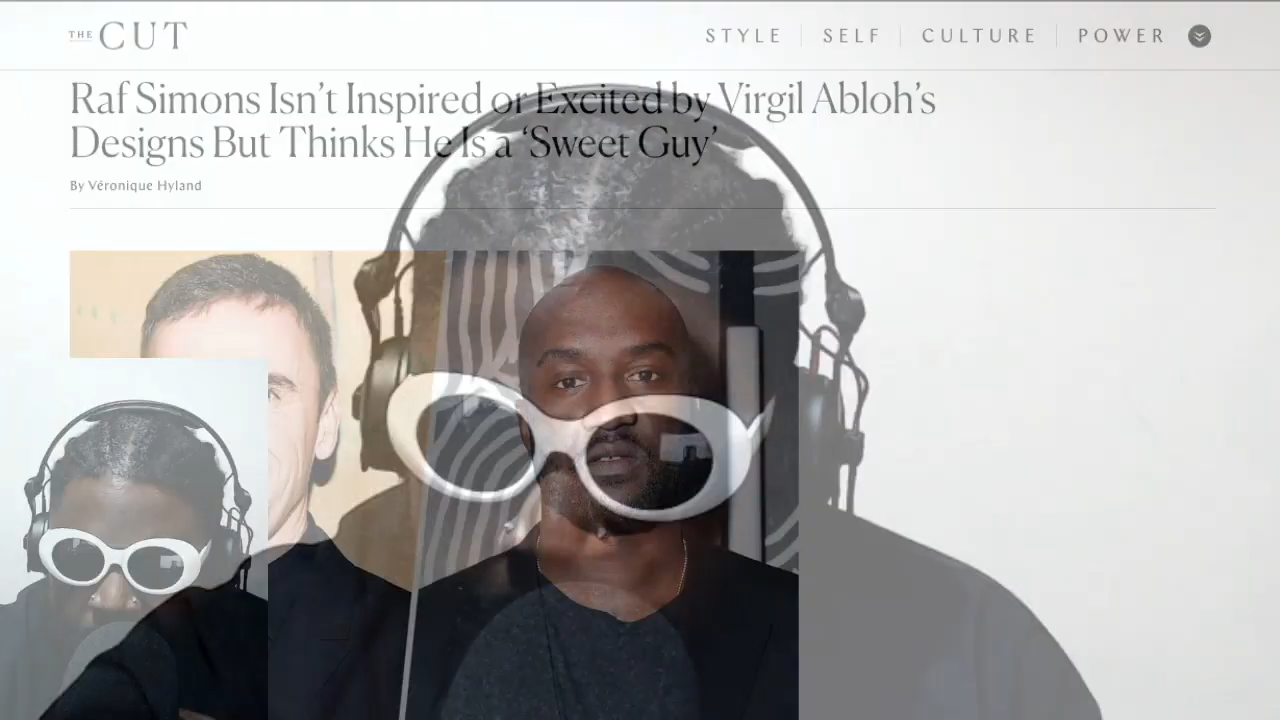 THE CUT
STYLE SELF CULTURE POWER
Raf Simons Isn’t Inspired or Excited by Virgil Abloh’s
Designs But Thinks He Is a ‘Sweet Guy’
By Véronique Hyland